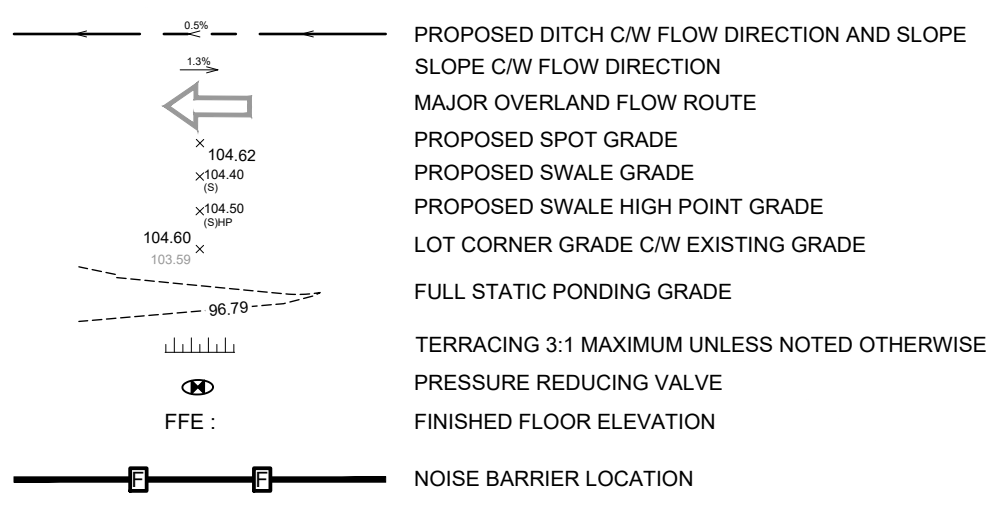 0.5%
PROPOSED DITCH C/W FLOW DIRECTION AND SLOPE
1.3%
SLOPE C/W FLOW DIRECTION
MAJOR OVERLAND FLOW ROUTE
104.62
PROPOSED SPOT GRADE
104.40
(S)
PROPOSED SWALE GRADE
104.50
(S)HP
PROPOSED SWALE HIGH POINT GRADE
104.60
103.59
LOT CORNER GRADE C/W EXISTING GRADE
96.79
FULL STATIC PONDING GRADE
TERRACING 3:1 MAXIMUM UNLESS NOTED OTHERWISE
PRESSURE REDUCING VALVE
FFE : FINISHED FLOOR ELEVATION
F F NOISE BARRIER LOCATION